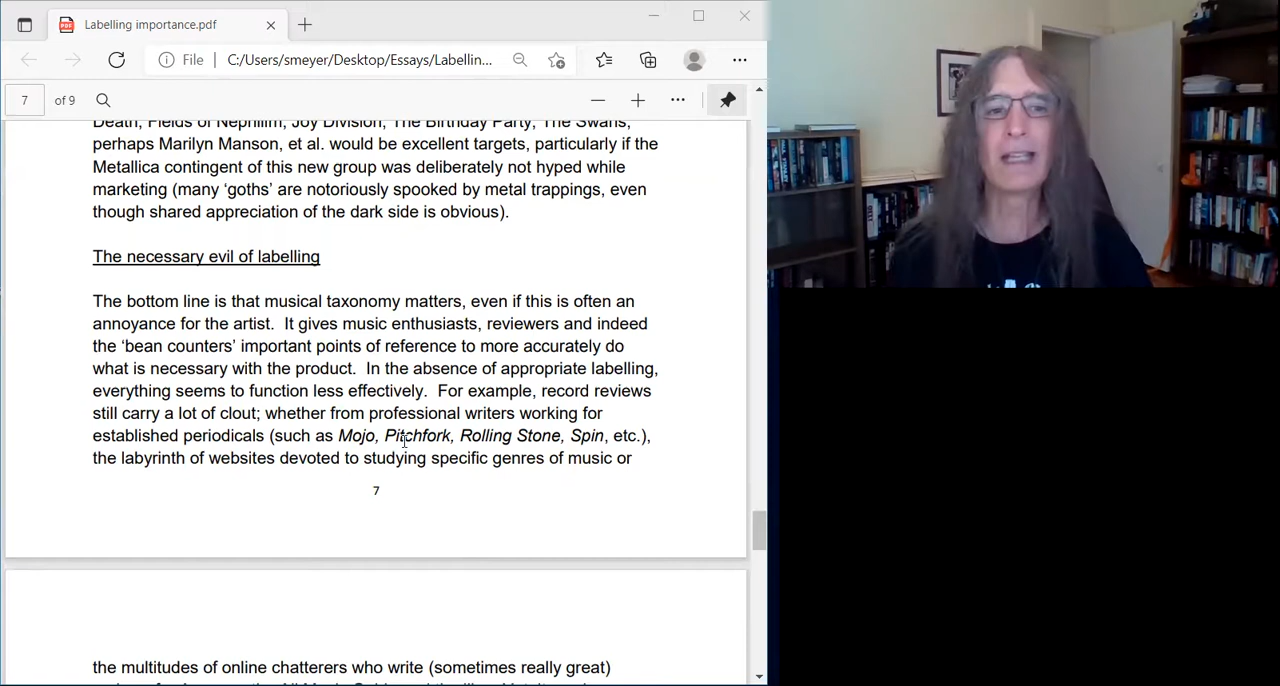 Labelling importance.pdf
File
C:/Users/smeyer/Desktop/Essays/Labellin...
7 of 9
Death, Fields of Nephilim, Joy Division, The Birthday Party, The Swans,
perhaps Marilyn Manson, et al. would be excellent targets, particularly if the
Metallica contingent of this new group was deliberately not hyped while
marketing (many ‘goths’ are notoriously spooked by metal trappings, even
though shared appreciation of the dark side is obvious).
The necessary evil of labelling
The bottom line is that musical taxonomy matters, even if this is often an
annoyance for the artist.  It gives music enthusiasts, reviewers and indeed
the ‘bean counters’ important points of reference to more accurately do
what is necessary with the product.  In the absence of appropriate labelling,
everything seems to function less effectively.  For example, record reviews
still carry a lot of clout; whether from professional writers working for
established periodicals (such as Mojo, Pitchfork, Rolling Stone, Spin, etc.),
the labyrinth of websites devoted to studying specific genres of music or
7
the multitudes of online chatterers who write (sometimes really great)